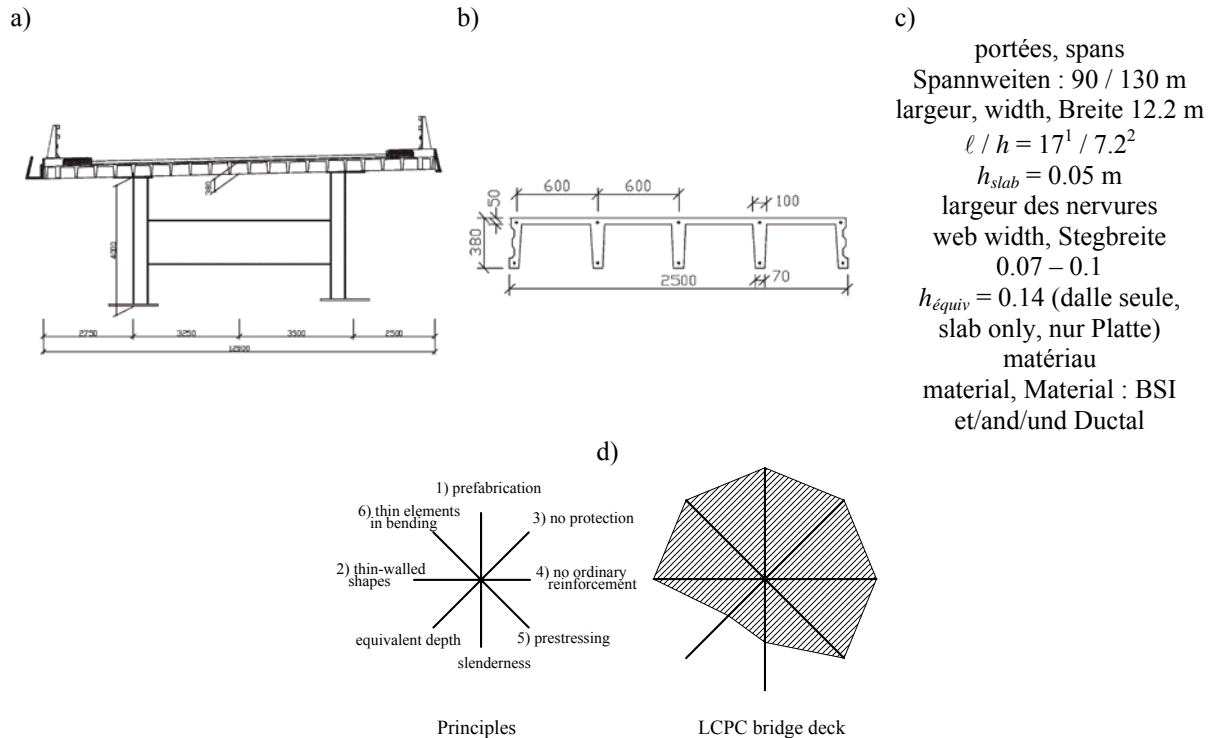 a)
b)
c)
380
4000
2750
3250
3500
2500
600
600
100
50
380
2500
70
portées, spans
Spannweiten : 90 / 130 m
largeur, width, Breite 12.2 m
ℓ / h = 17¹ / 7.2²
h_slab = 0.05 m
largeur des nervures
web width, Stegbreite
0.07 – 0.1
h_équiv = 0.14 (dalle seule,
slab only, nur Platte)
matériau
material, Material : BSI
et/and/und Ductal
d)
1) prefabrication
6) thin elements
in bending
3) no protection
2) thin-walled
shapes
4) no ordinary
reinforcement
equivalent depth
5) prestressing
slenderness
Principles
LCPC bridge deck